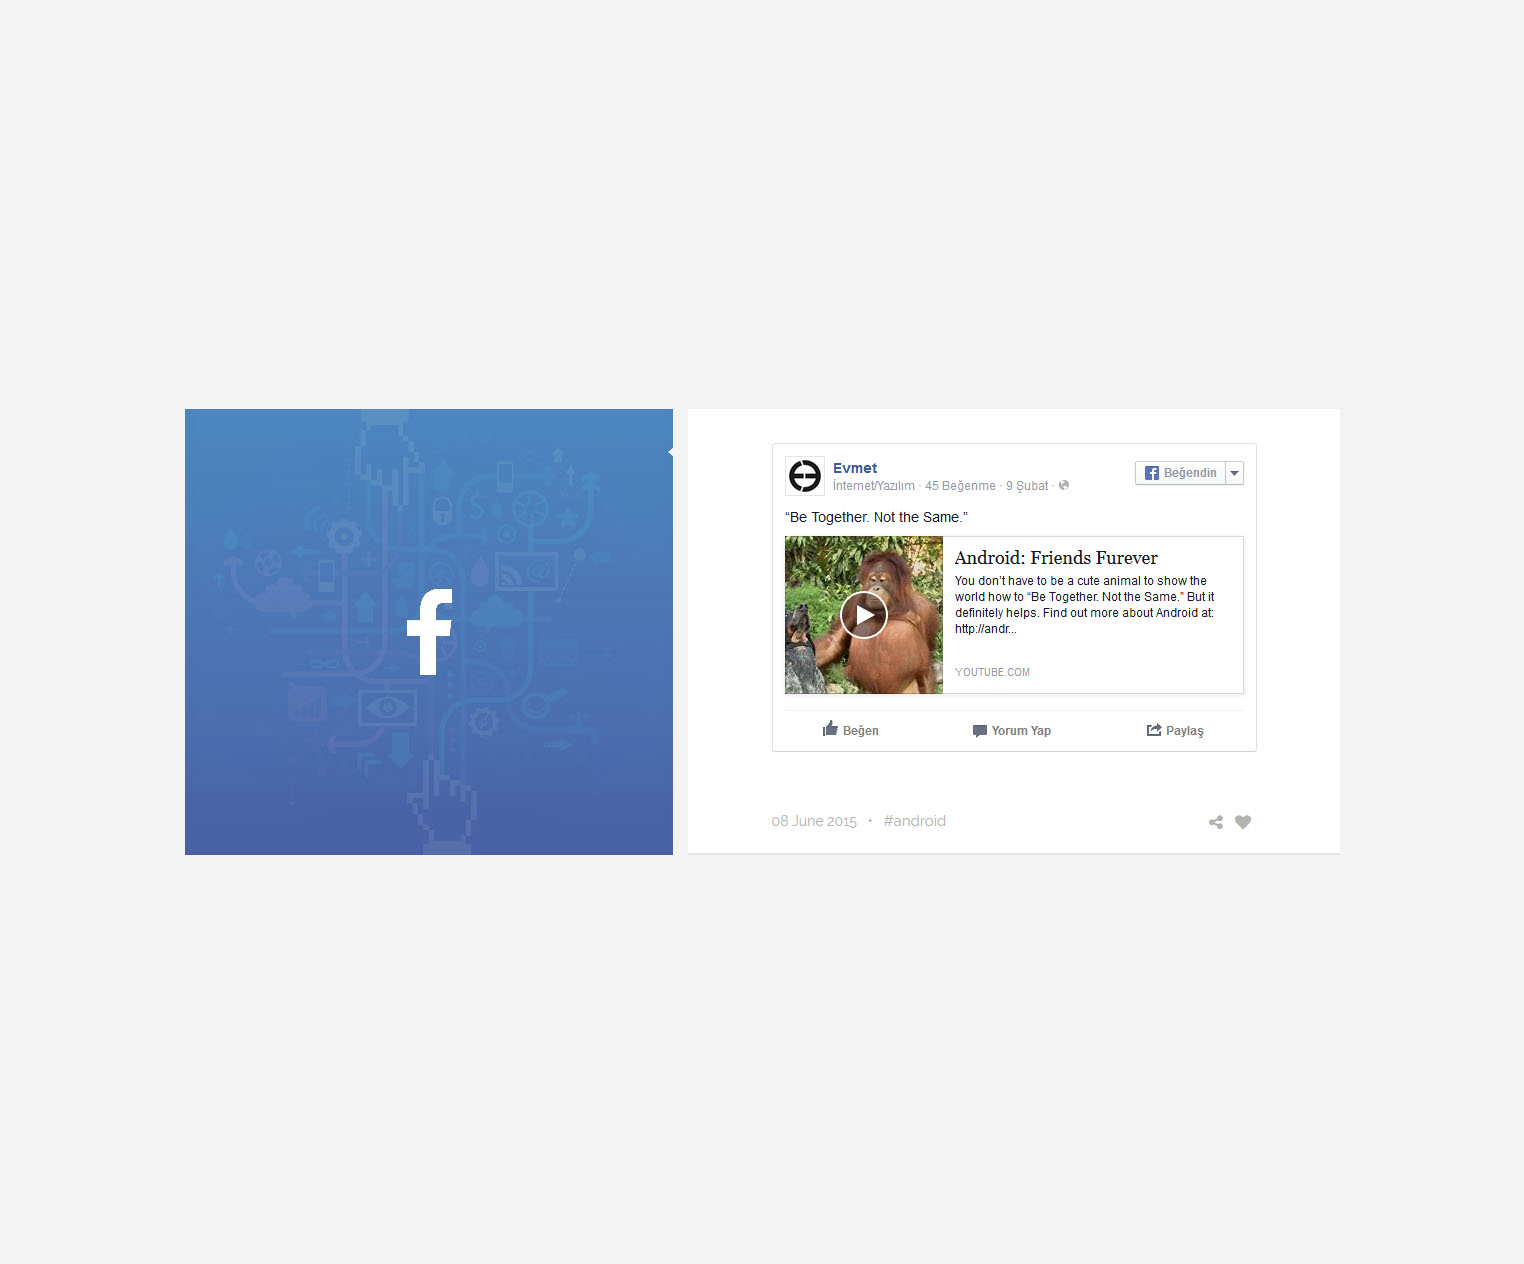 f
Evmet
Beğendin
İnternet/Yazılım · 45 Beğenme · 9 Şubat ·
“Be Together. Not the Same.”
Android: Friends Furever
You don’t have to be a cute animal to show the
world how to “Be Together. Not the Same.” But it
definitely helps. Find out more about Android at:
http://andr...
YOUTUBE.COM
Beğen
Yorum Yap
Paylaş
08 June 2015 • #android